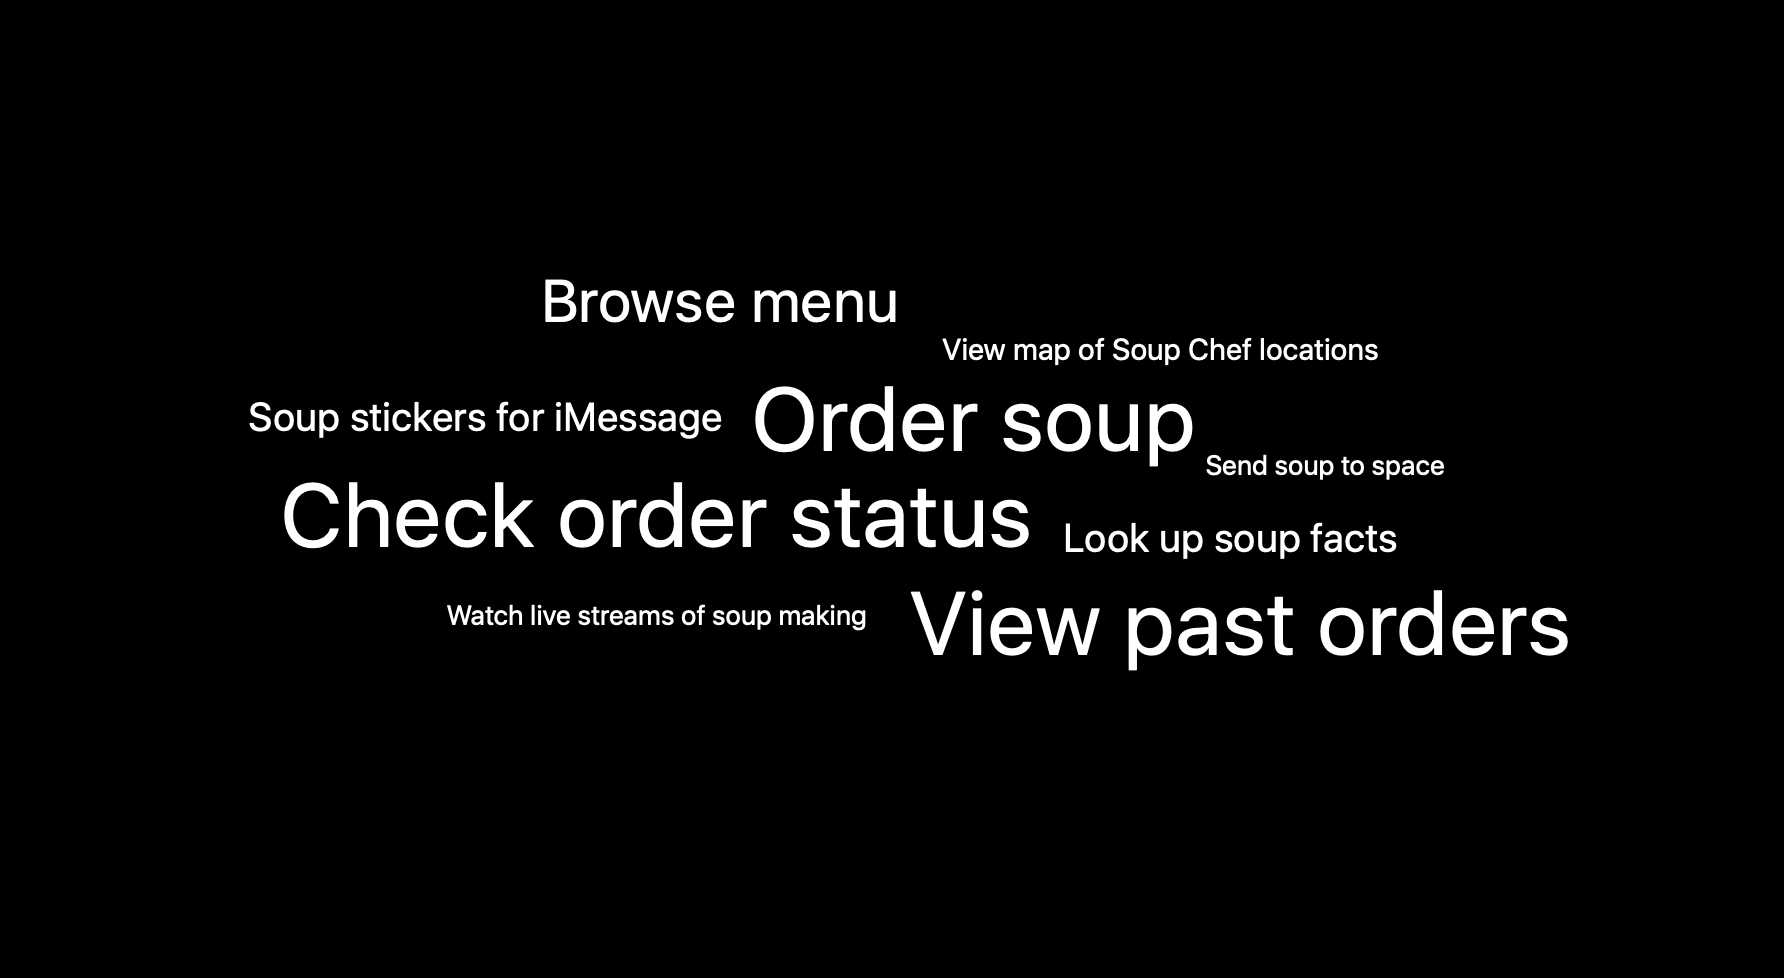 Browse menu
View map of Soup Chef locations
Soup stickers for iMessage
Order soup
Send soup to space
Check order status
Look up soup facts
Watch live streams of soup making
View past orders